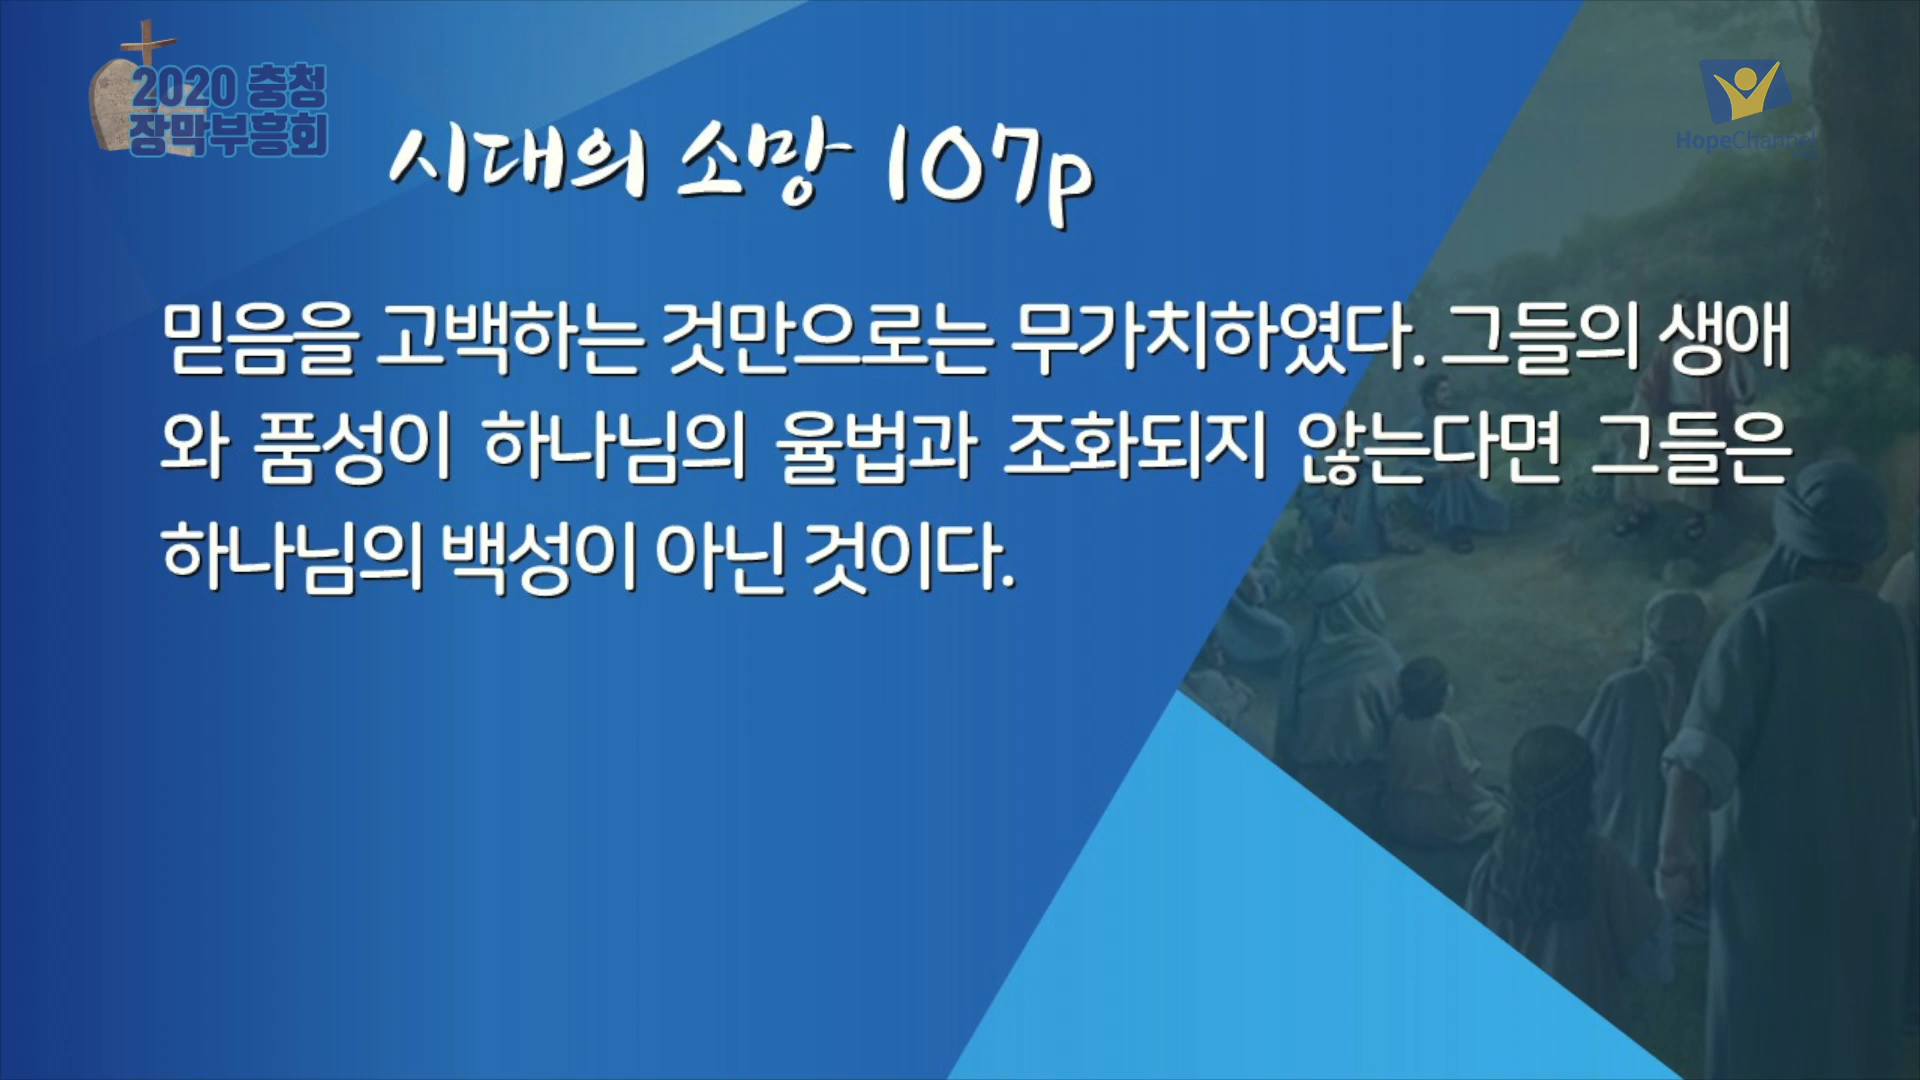 2020 충청
장막부흥회
HopeChannel
시대의 소망 107p
믿음을 고백하는 것만으로는 무가치하였다. 그들의 생애
와 품성이 하나님의 율법과 조화되지 않는다면 그들은
하나님의 백성이 아닌 것이다.